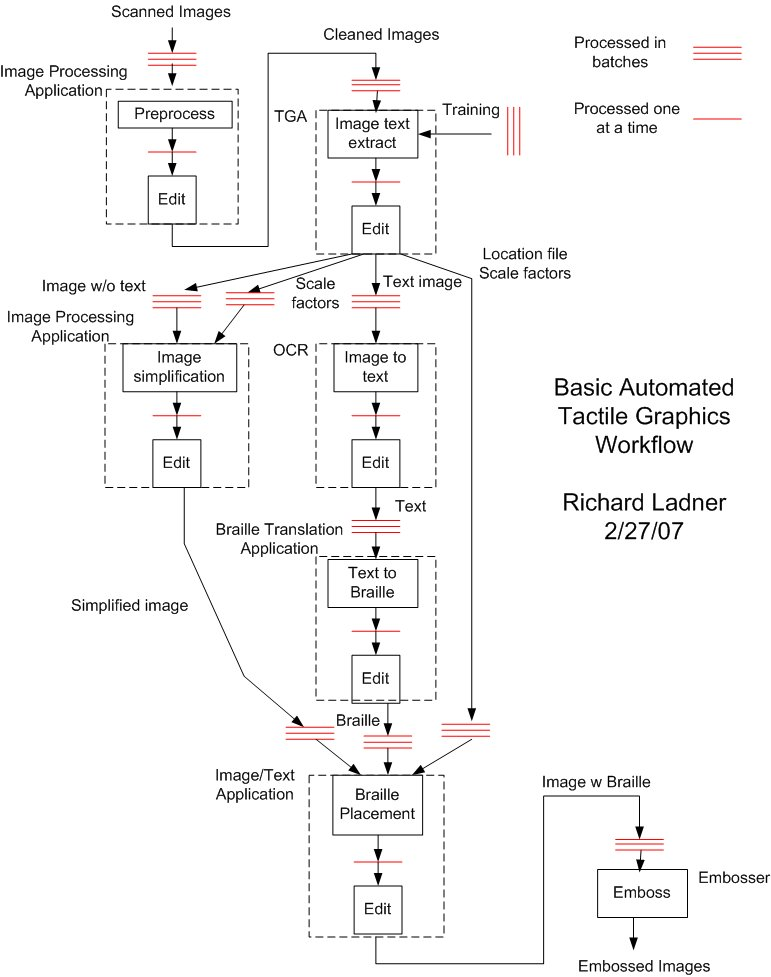 Scanned Images
Cleaned Images
Processed in
batches
Image Processing
Application
Preprocess
Edit
TGA
Image text
extract
Training
Processed one
at a time
Edit
Location file
Scale factors
Image w/o text
Scale
factors
Text image
Image Processing
Application
Image
simplification
Edit
OCR
Image to
text
Edit
Basic Automated
Tactile Graphics
Workflow
Richard Ladner
2/27/07
Text
Braille Translation
Application
Text to
Braille
Edit
Simplified image
Braille
Image/Text
Application
Braille
Placement
Edit
Image w Braille
Emboss
Embosser
Embossed Images